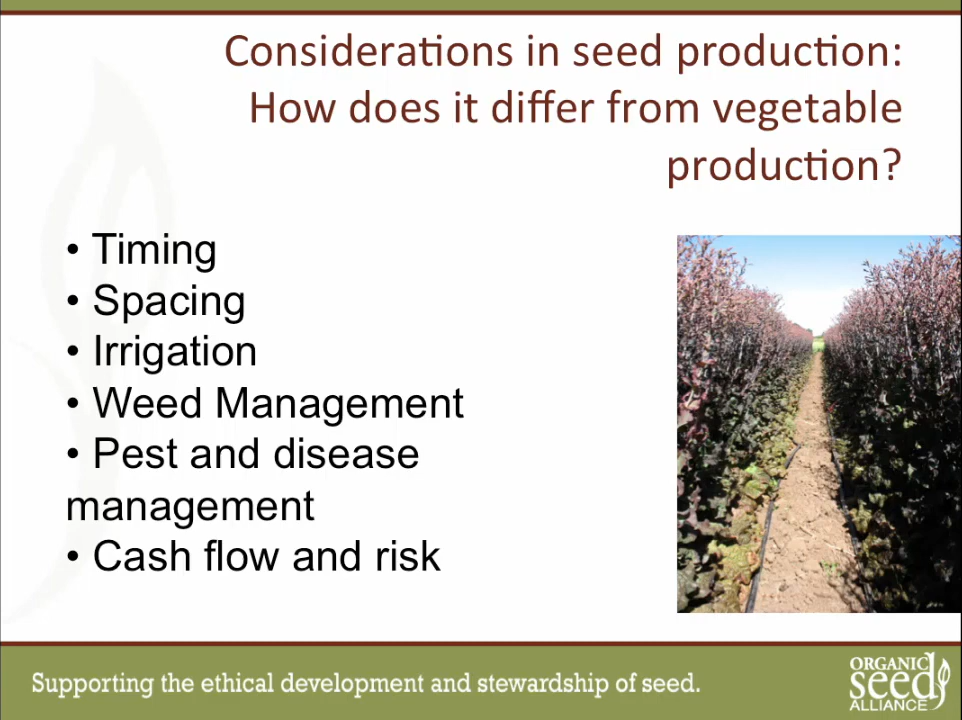 Considerations in seed production:
How does it differ from vegetable
production?
• Timing
• Spacing
• Irrigation
• Weed Management
• Pest and disease
management
• Cash flow and risk
Supporting the ethical development and stewardship of seed.
ORGANIC
seed
ALLIANCE